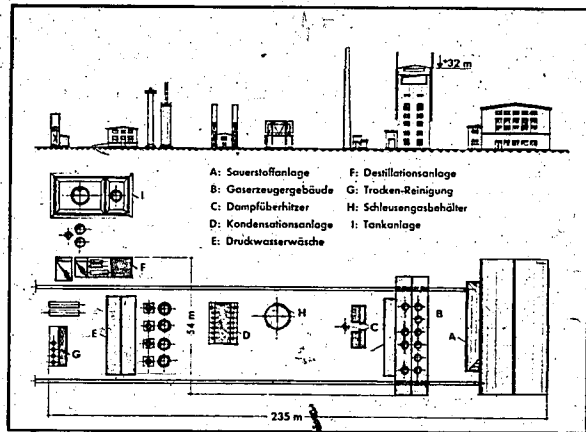 +32 m
A: Sauerstoffanlage
B: Gaserzeugergebäude
C: Dampfüberhitzer
D: Kondensationsanlage
E: Druckwasserwäsche
F: Destillationsanlage
G: Trocken-Reinigung
H: Schleusengasbehälter
I: Tankanlage
I
F
E
G
D
H
C
B
A
54 m
235 m